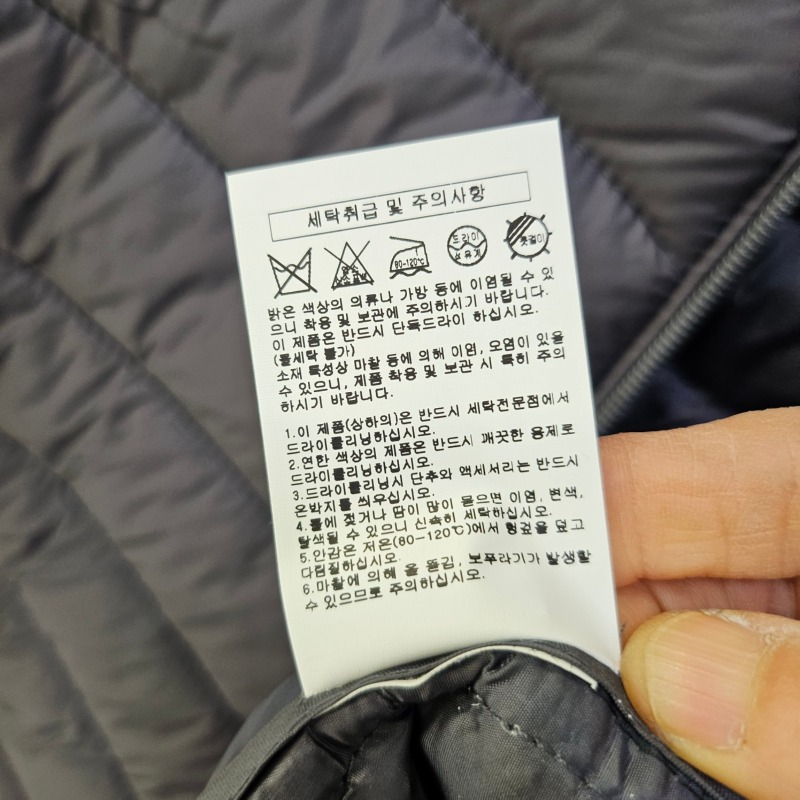 세탁취급 및 주의사항
염소표백
80-120℃
드라이
석유계
옷걸이
밝은 색상의 의류나 가방 등에 이염될 수 있
으니 착용 및 보관에 주의하시기 바랍니다.
이 제품은 반드시 단독드라이 하십시오.
(물세탁 불가)
소재 특성상 마찰 등에 의해 이염, 오염이 있을
수 있으니, 제품 착용 및 보관 시 특히 주의
하시기 바랍니다.
1.이 제품(상하의)은 반드시 세탁전문점에서
드라이클리닝하십시오.
2.연한 색상의 제품은 반드시 깨끗한 용제로
드라이클리닝하십시오.
3.드라이클리닝시 단추와 액세서리는 반드시
은박지를 씌우십시오.
4.물에 젖거나 땀이 많이 묻으면 이염, 변색,
탈색될 수 있으니 신속히 세탁하십시오.
5.안감은 저온(80-120℃)에서 헝겊을 덮고
다림질하십시오.
6.마찰에 의해 올 뜯김, 보푸라기가 발생할
수 있으므로 주의하십시오.